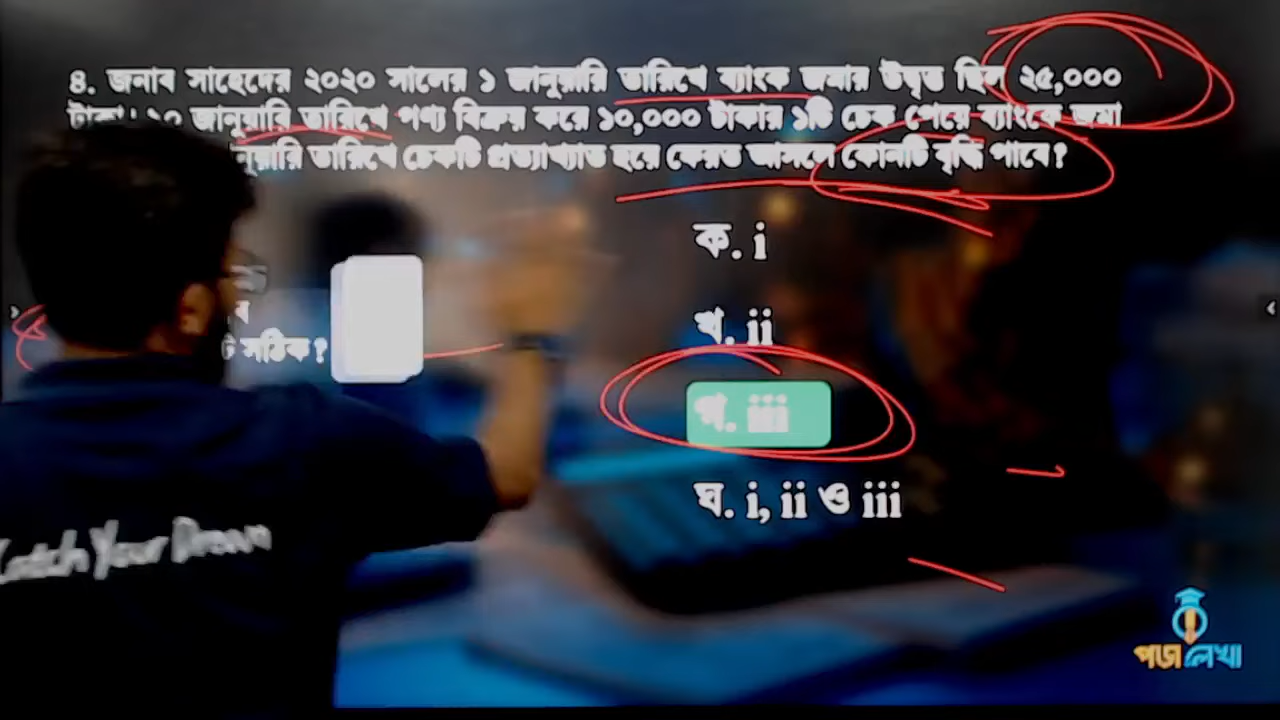 ৪. জনাব সাহেদের ২০২০ সালের ১ জানুয়ারি তারিখে ব্যাংক জমার উদ্বৃত্ত ছিল ২৫,০০০
টাকা। ১০ জানুয়ারি তারিখে পণ্য বিক্রয় করে ১০,০০০ টাকার ১টি চেক পেয়ে ব্যাংকে জমা
তারিখে চেকটি প্রত্যাখ্যাত হয়ে ফেরত আসলে কোনটি বৃদ্ধি পাবে?
ক. i
খ. ii
সঠিক?
গ. iii
ঘ. i, ii ও iii
Catch Your Dream
পড়ালেখা